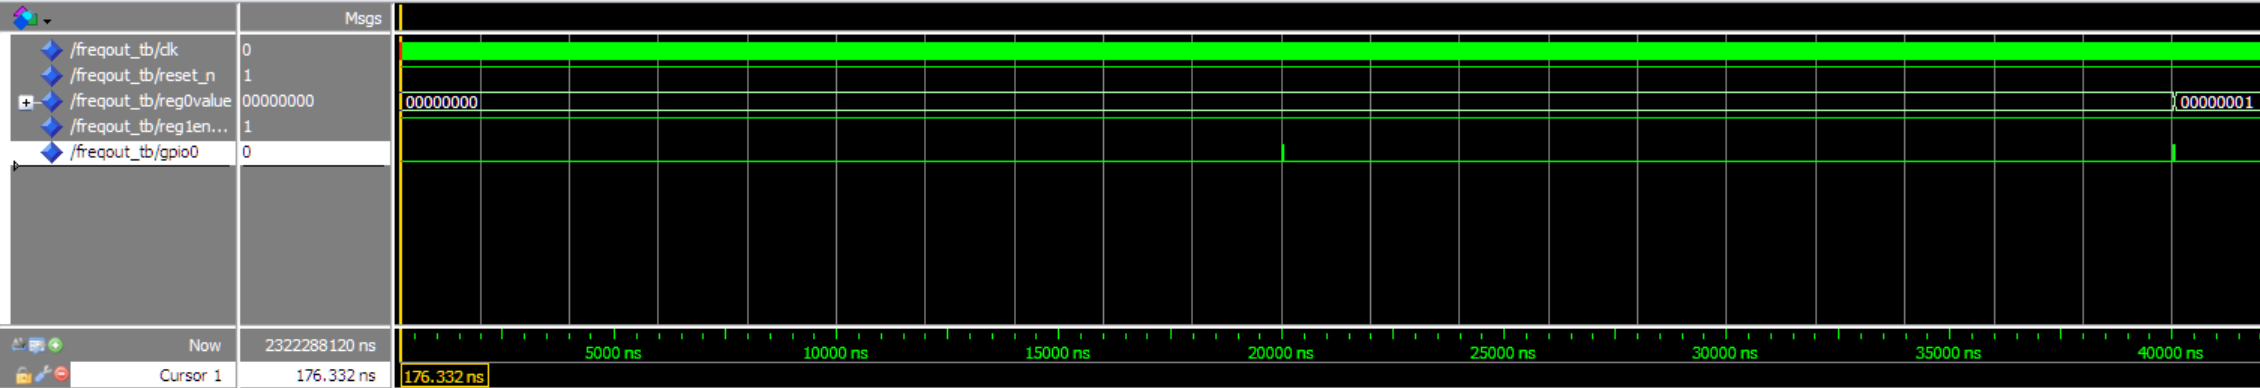 Msgs
/freqout_tb/clk 0
/freqout_tb/reset_n 1
/freqout_tb/reg0value 00000000 00000000 00000001
/freqout_tb/reg1en... 1
/freqout_tb/gpio0 0
Now 2322288120 ns 5000 ns 10000 ns 15000 ns 20000 ns 25000 ns 30000 ns 35000 ns 40000 ns
Cursor 1 176.332 ns 176.332 ns